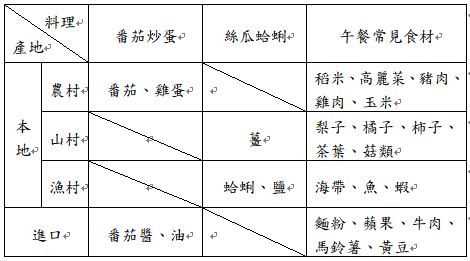 料理
產地
番茄炒蛋
絲瓜蛤蜊
午餐常見食材
本地
農村
番茄、雞蛋
稻米、高麗菜、豬肉、
雞肉、玉米
山村
薑
梨子、橘子、柿子、
茶葉、菇類
漁村
蛤蜊、鹽
海帶、魚、蝦
進口
番茄醬、油
麵粉、蘋果、牛肉、
馬鈴薯、黃豆